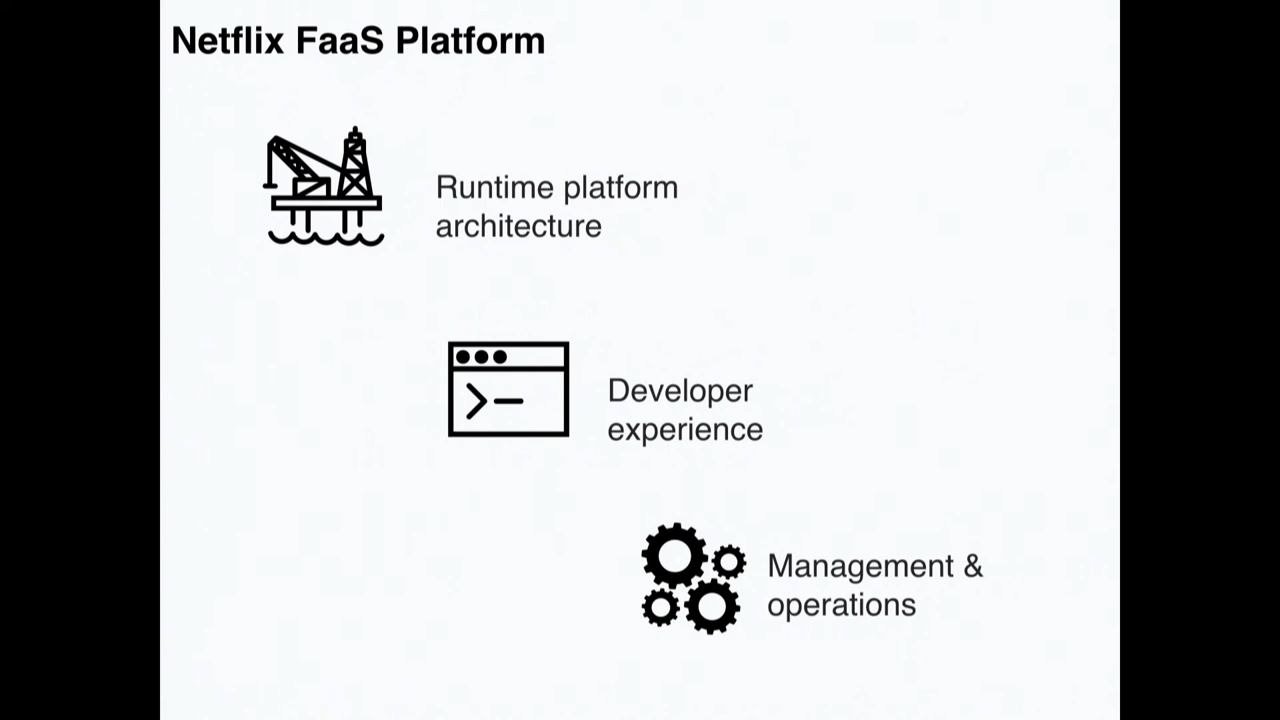 Netflix FaaS Platform
Runtime platform
architecture
Developer
experience
Management &
operations